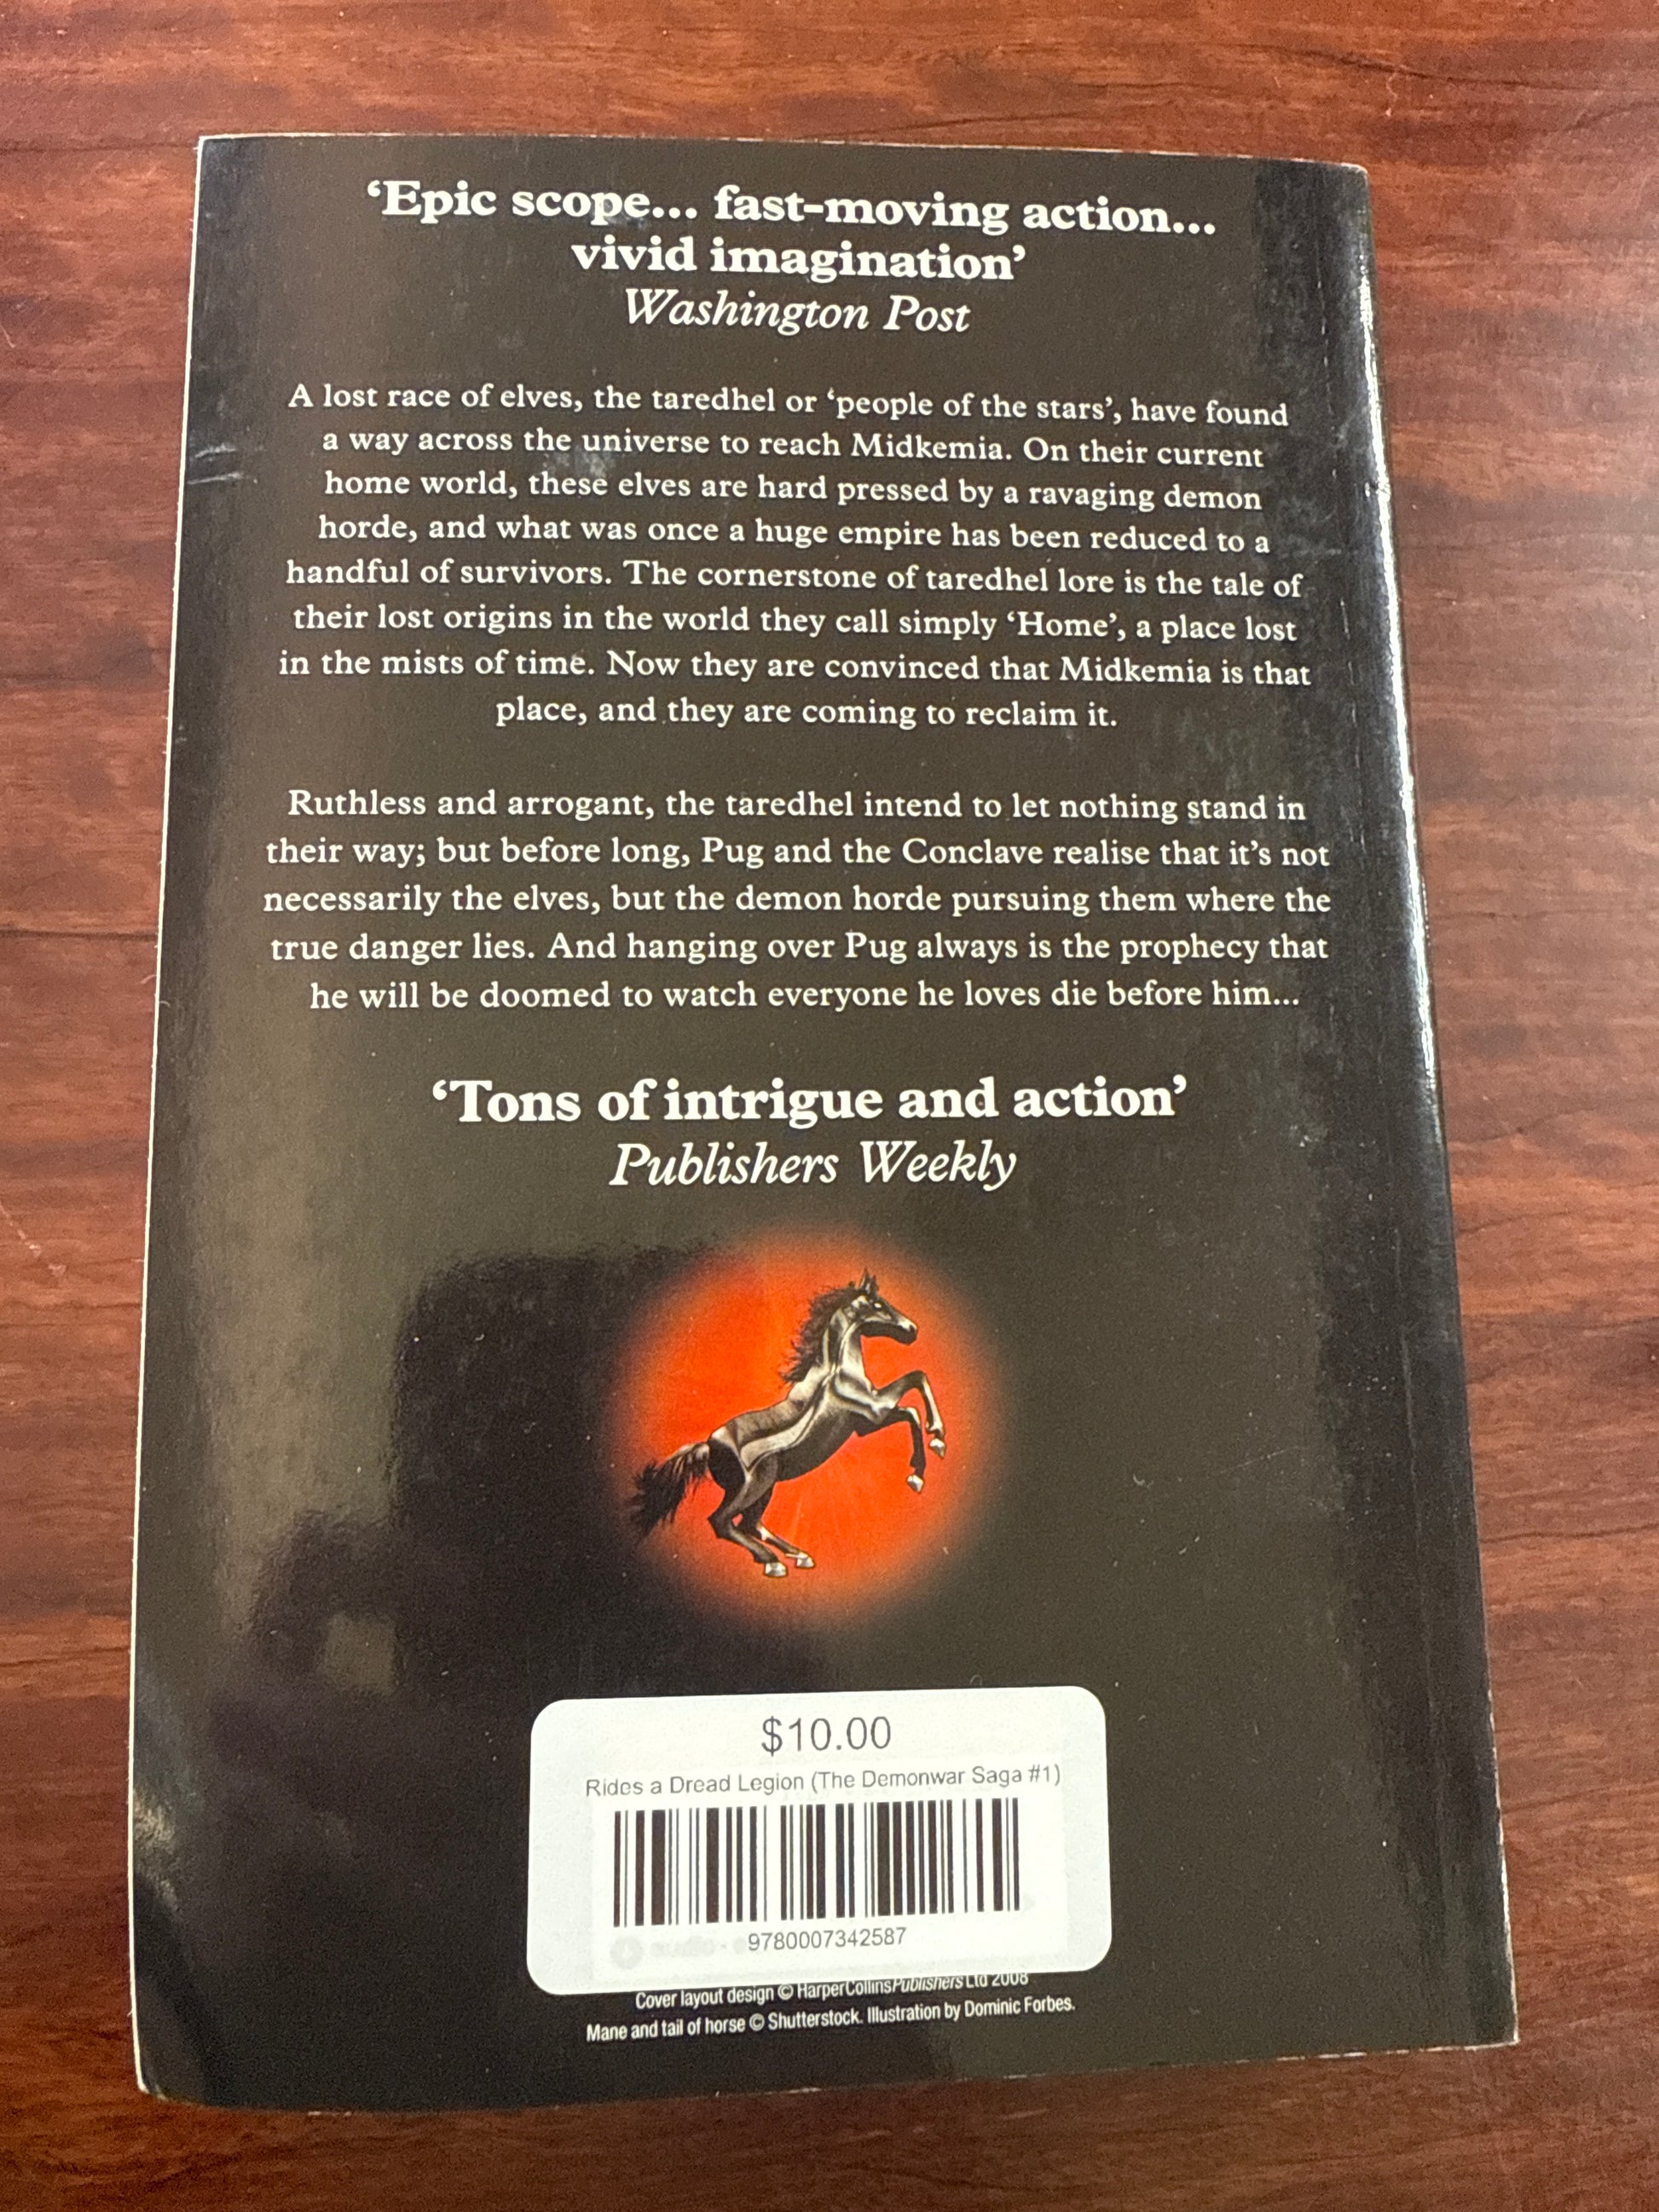 ‘Epic scope... fast-moving action...
vivid imagination’
Washington Post
A lost race of elves, the taredhel or ‘people of the stars’, have found
a way across the universe to reach Midkemia. On their current
home world, these elves are hard pressed by a ravaging demon
horde, and what was once a huge empire has been reduced to a
handful of survivors. The cornerstone of taredhel lore is the tale of
their lost origins in the world they call simply ‘Home’, a place lost
in the mists of time. Now they are convinced that Midkemia is that
place, and they are coming to reclaim it.
Ruthless and arrogant, the taredhel intend to let nothing stand in
their way; but before long, Pug and the Conclave realise that it’s not
necessarily the elves, but the demon horde pursuing them where the
true danger lies. And hanging over Pug always is the prophecy that
he will be doomed to watch everyone he loves die before him...
‘Tons of intrigue and action’
Publishers Weekly
$10.00
Rides a Dread Legion (The Demonwar Saga #1)
9780007342587
Cover layout design © HarperCollinsPublishers Ltd 2008
Mane and tail of horse © Shutterstock. Illustration by Dominic Forbes.